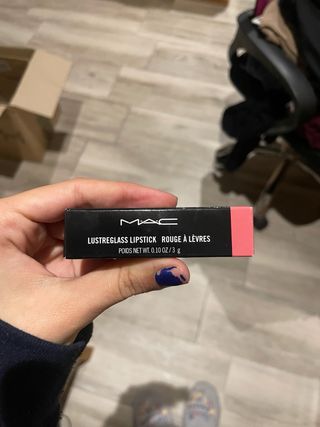 MAC
LUSTREGLASS LIPSTICK ROUGE À LÈVRES
POIDS NET WT. 0.10 OZ / 3 g